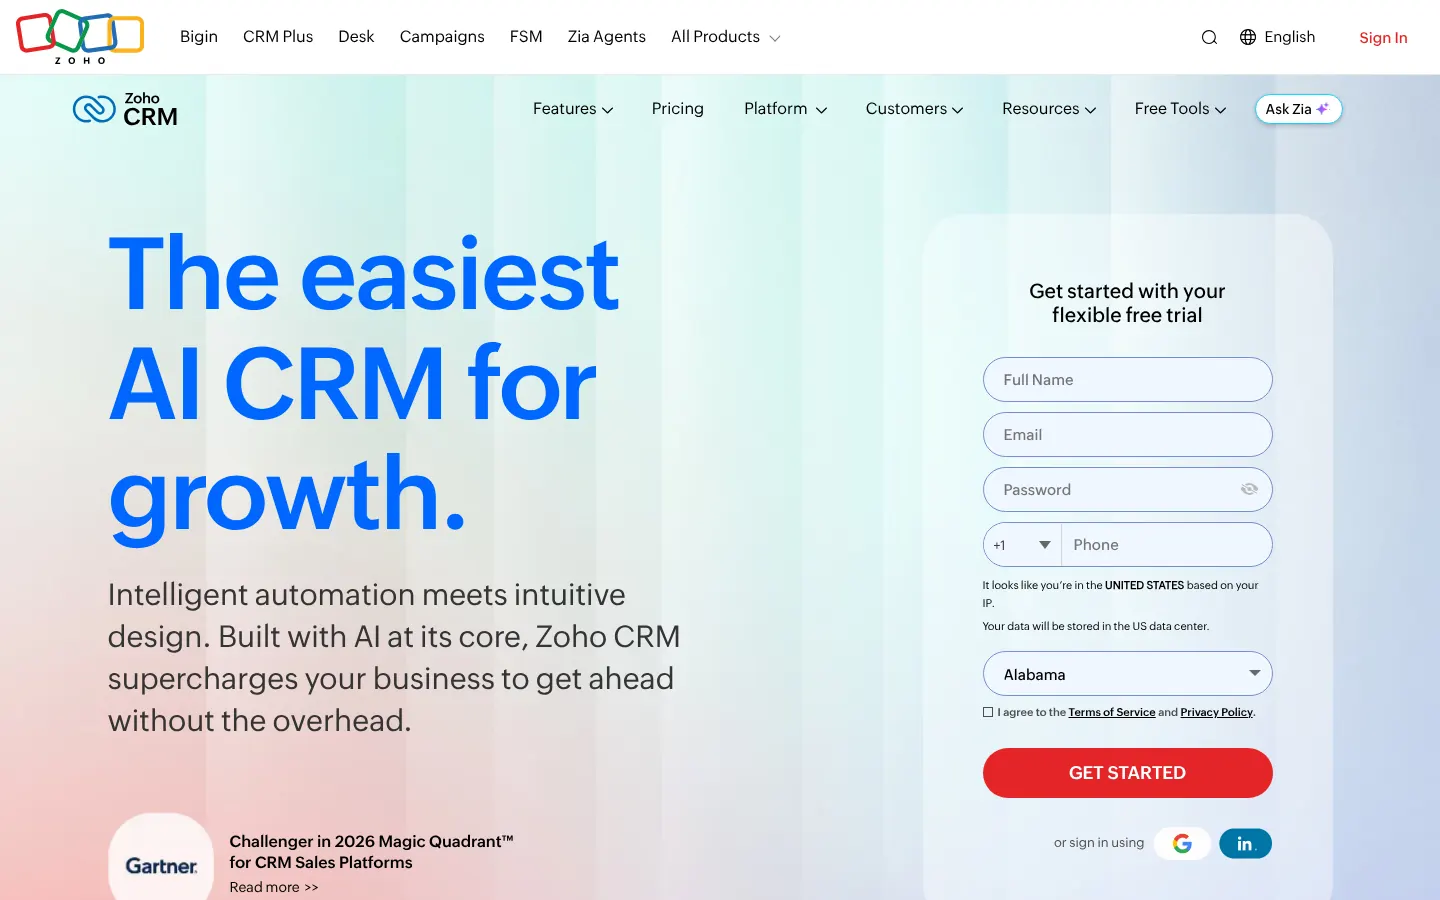 ZOHO
Bigin
CRM Plus
Desk
Campaigns
FSM
Zia Agents
All Products
English
Sign In
Zoho
CRM
Features
Pricing
Platform
Customers
Resources
Free Tools
Ask Zia
The easiest
AI CRM for
growth.
Intelligent automation meets intuitive
design. Built with AI at its core, Zoho CRM
supercharges your business to get ahead
without the overhead.
Gartner
Challenger in 2026 Magic Quadrant™
for CRM Sales Platforms
Read more >>
Get started with your
flexible free trial
Full Name
Email
Password
+1
Phone
It looks like you’re in the UNITED STATES based on your
IP.
Your data will be stored in the US data center.
Alabama
I agree to the Terms of Service and Privacy Policy.
GET STARTED
or sign in using
in